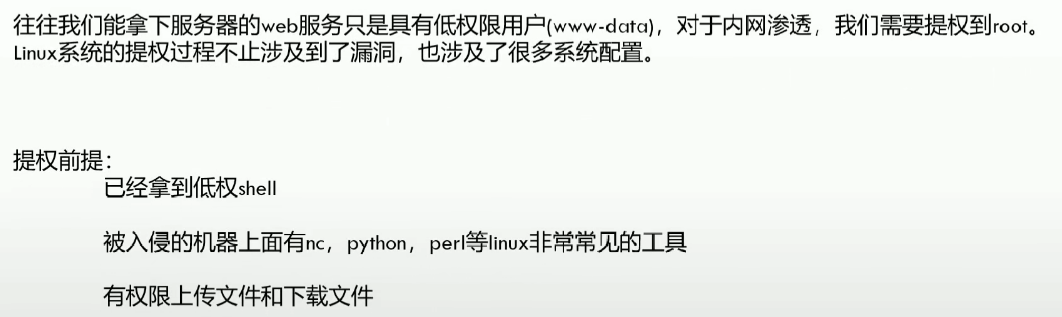 往往我们能拿下服务器的web服务只是具有低权限用户(www-data)，对于内网渗透，我们需要提权到root。
Linux系统的提权过程不止涉及到了漏洞，也涉及了很多系统配置。
提权前提：
已经拿到低权shell
被入侵的机器上面有nc，python，perl等linux非常常见的工具
有权限上传文件和下载文件